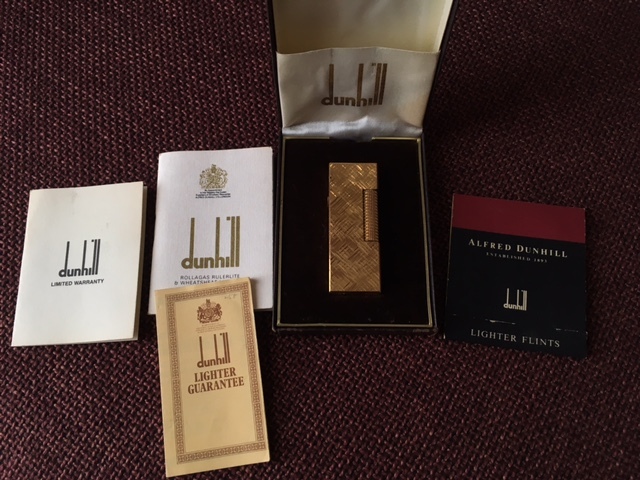 dunhill
dunhill
LIMITED WARRANTY
dunhill
ROLLAGAS RULERLITE
& WHEATSHEAF
dunhill
LIGHTER
GUARANTEE
ALFRED DUNHILL
ESTABLISHED 1893
dunhill
LIGHTER FLINTS